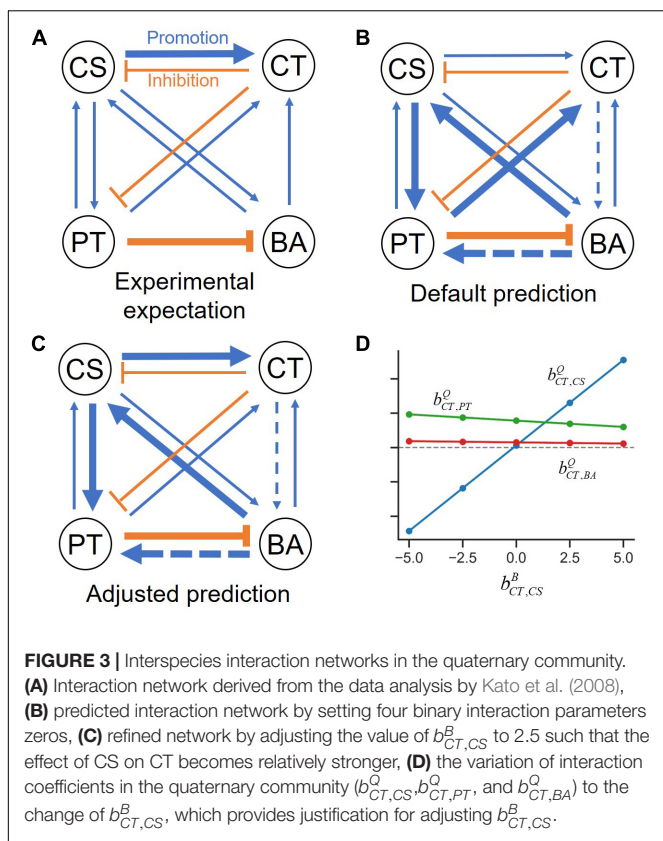 A
Promotion
CS
CT
Inhibition
PT
BA
Experimental
expectation
B
CS
CT
PT
BA
Default prediction
C
CS
CT
PT
BA
Adjusted prediction
D
b^Q_{CT,CS}
b^Q_{CT,PT}
b^Q_{CT,BA}
−5.0 −2.5 0.0 2.5 5.0
b^B_{CT,CS}
FIGURE 3 | Interspecies interaction networks in the quaternary community.
(A) Interaction network derived from the data analysis by Kato et al. (2008),
(B) predicted interaction network by setting four binary interaction parameters
zeros, (C) refined network by adjusting the value of b^B_{CT,CS} to 2.5 such that the
effect of CS on CT becomes relatively stronger, (D) the variation of interaction
coefficients in the quaternary community (b^Q_{CT,CS},b^Q_{CT,PT}, and b^Q_{CT,BA}) to the
change of b^B_{CT,CS}, which provides justification for adjusting b^B_{CT,CS}.